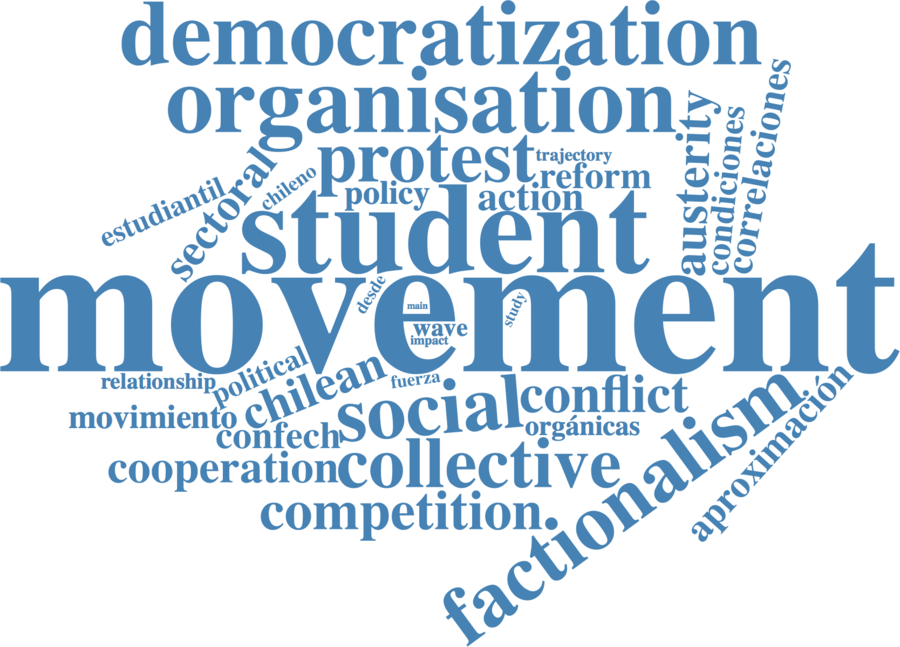 democratization
organisation
protest
trajectory
reform
policy
action
chileno
sectoral
estudiantil
austerity
condiciones
correlaciones
student
movement
desde
main
wave
impact
study
relationship
political
chilean
fuerza
movimiento
confech
social
conflict
orgánicas
cooperation
collective
competition.
factionalism
aproximación